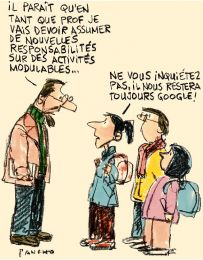 IL PARAÎT QU'EN
TANT QUE PROF JE
VAIS DEVOIR ASSUMER
DE NOUVELLES
RESPONSABILITÉS
SUR DES ACTIVITÉS
MODULABLES...
NE VOUS INQUIÉTEZ
PAS, IL NOUS RESTERA
TOUJOURS GOOGLE!
PANCHO